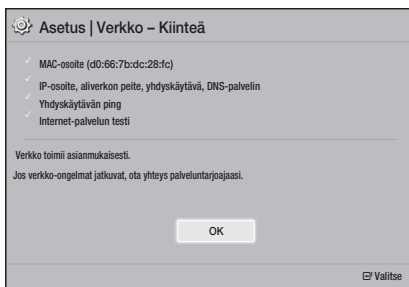 Asetus | Verkko – Kiinteä
MAC-osoite (d0:66:7b:dc:28:fc)
IP-osoite, aliverkon peite, yhdyskäytävä, DNS-palvelin
Yhdyskäytävän ping
Internet-palvelun testi
Verkko toimii asianmukaisesti.
Jos verkko-ongelmat jatkuvat, ota yhteys palveluntarjoajaasi.
OK
Valitse